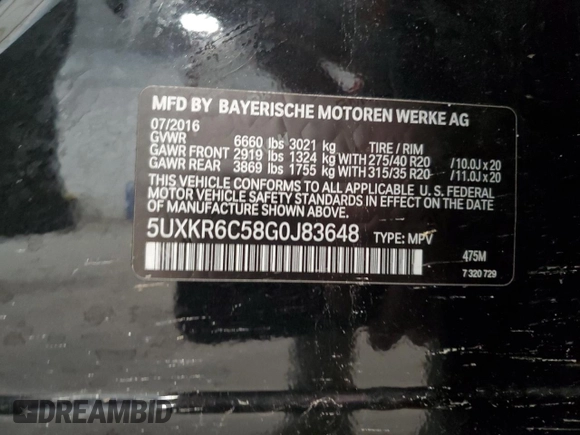 MFD BY BAYERISCHE MOTOREN WERKE AG
07/2016
GVWR 6660 lbs 3021 kg TIRE / RIM
GAWR FRONT 2919 lbs 1324 kg WITH 275/40 R20 /10.0J x 20
GAWR REAR 3869 lbs 1755 kg WITH 315/35 R20 /11.0J x 20
THIS VEHICLE CONFORMS TO ALL APPLICABLE U. S. FEDERAL
MOTOR VEHICLE SAFETY AND THEFT PREVENTION STANDARDS
IN EFFECT ON THE DATE OF MANUFACTURE SHOWN ABOVE.
5UXKR6C58G0J83648 TYPE: MPV
475M
7 320 729
DREAMBID